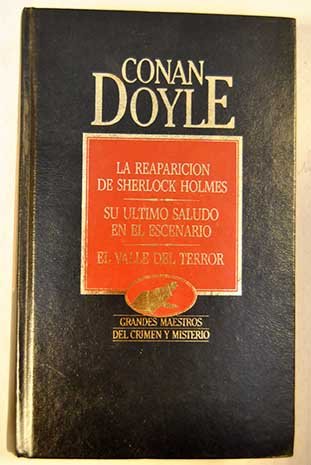 CONAN
DOYLE
LA REAPARICION
DE SHERLOCK HOLMES
SU ULTIMO SALUDO
EN EL ESCENARIO
EL VALLE DEL TERROR
GRANDES MAESTROS
DEL CRIMEN Y MISTERIO